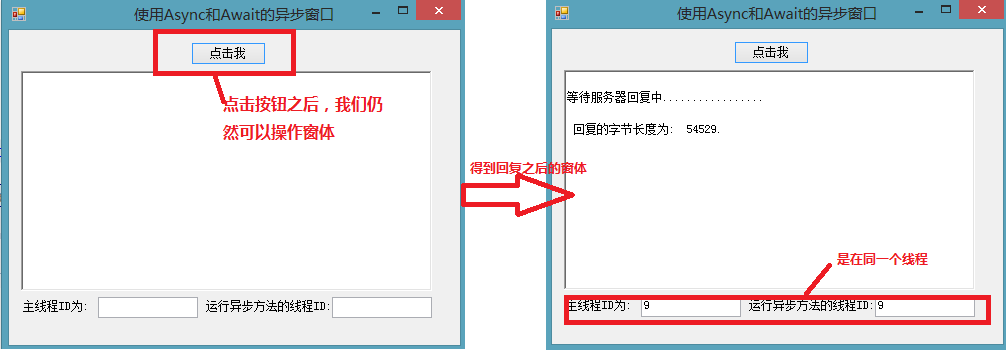 使用Async和Await的异步窗口
点击我
点击按钮之后，我们仍
然可以操作窗体
主线程ID为:
运行异步方法的线程ID:
得到回复之后的窗体
使用Async和Await的异步窗口
点击我
等待服务器回复中.................
回复的字节长度为: 54529.
是在同一个线程
主线程ID为: 9
运行异步方法的线程ID: 9